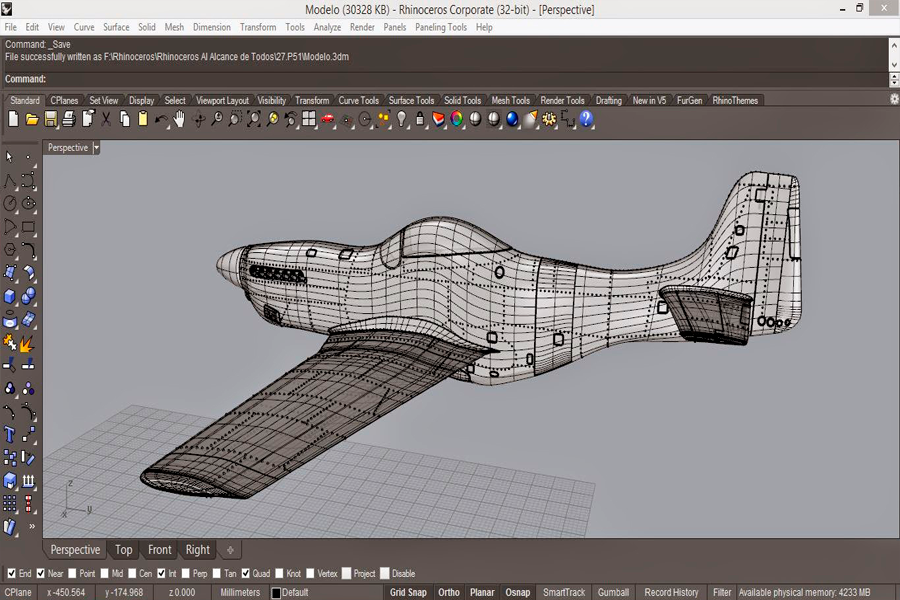 Modelo (30328 KB) - Rhinoceros Corporate (32-bit) - [Perspective]
File Edit View Curve Surface Solid Mesh Dimension Transform Tools Analyze Render Panels Paneling Tools Help
Command: _Save
File successfully written as F:\Rhinoceros\Rhinoceros Al Alcance de Todos\27.P51\Modelo.3dm
Command:
Standard CPlanes Set View Display Select Viewport Layout Visibility Transform Curve Tools Surface Tools Solid Tools Mesh Tools Render Tools Drafting New in V5 FurGen RhinoThemes
Perspective
z
x y
Perspective Top Front Right
End Near Point Mid Cen Int Perp Tan Quad Knot Vertex Project Disable
CPlane x -450.564 y -174.968 z 0.000 Millimeters Default Grid Snap Ortho Planar Osnap SmartTrack Gumball Record History Filter Available physical memory: 4233 MB